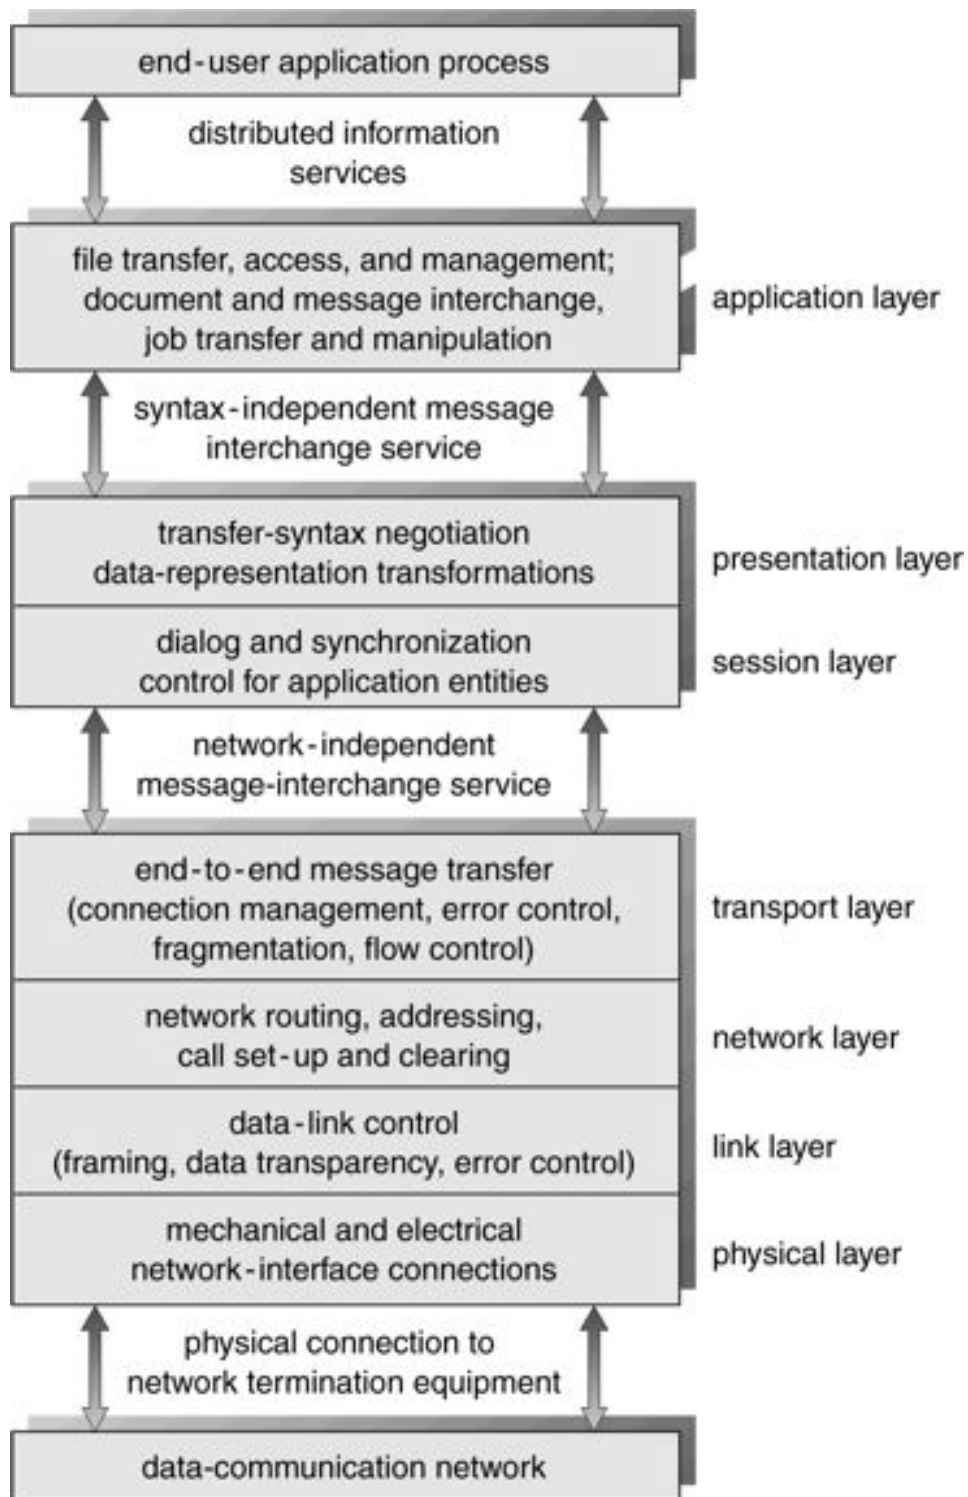 end-user application process
distributed information
services
file transfer, access, and management;
document and message interchange,
job transfer and manipulation
application layer
syntax-independent message
interchange service
transfer-syntax negotiation
data-representation transformations
presentation layer
dialog and synchronization
control for application entities
session layer
network-independent
message-interchange service
end-to-end message transfer
(connection management, error control,
fragmentation, flow control)
transport layer
network routing, addressing,
call set-up and clearing
network layer
data-link control
(framing, data transparency, error control)
link layer
mechanical and electrical
network-interface connections
physical layer
physical connection to
network termination equipment
data-communication network